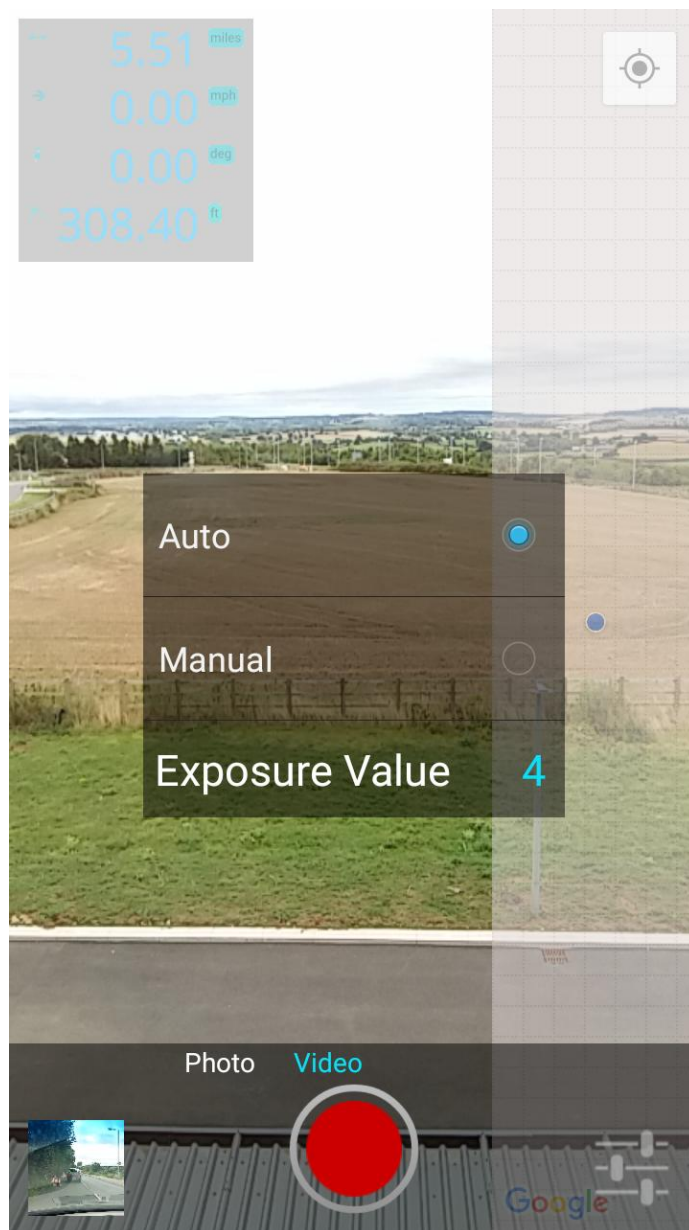 5.51 miles
0.00 mph
0.00 deg
308.40 ft
Auto
Manual
Exposure Value 4
Photo Video
Google